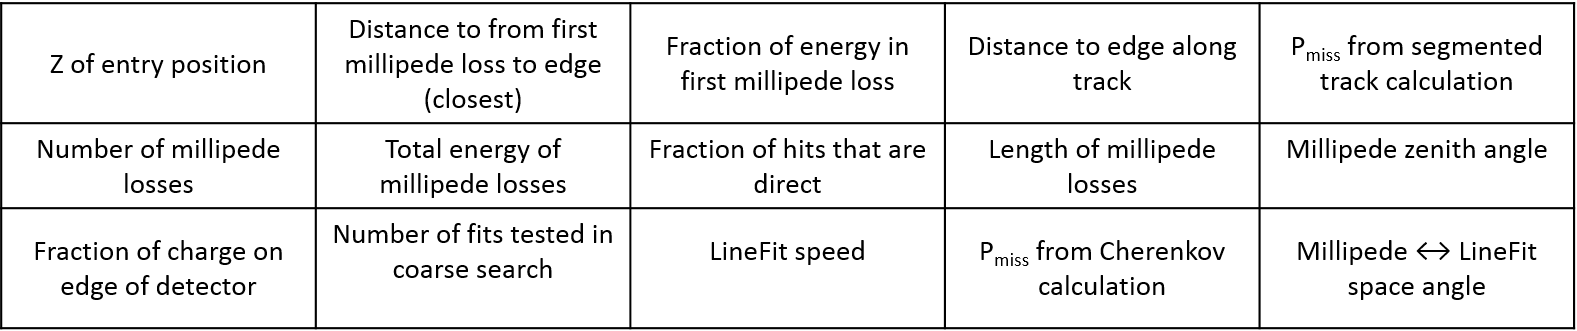 Z of entry position
Distance to from first
millipede loss to edge
(closest)
Fraction of energy in
first millipede loss
Distance to edge along
track
Pmiss from segmented
track calculation
Number of millipede
losses
Total energy of
millipede losses
Fraction of hits that are
direct
Length of millipede
losses
Millipede zenith angle
Fraction of charge on
edge of detector
Number of fits tested in
coarse search
LineFit speed
Pmiss from Cherenkov
calculation
Millipede ↔ LineFit
space angle